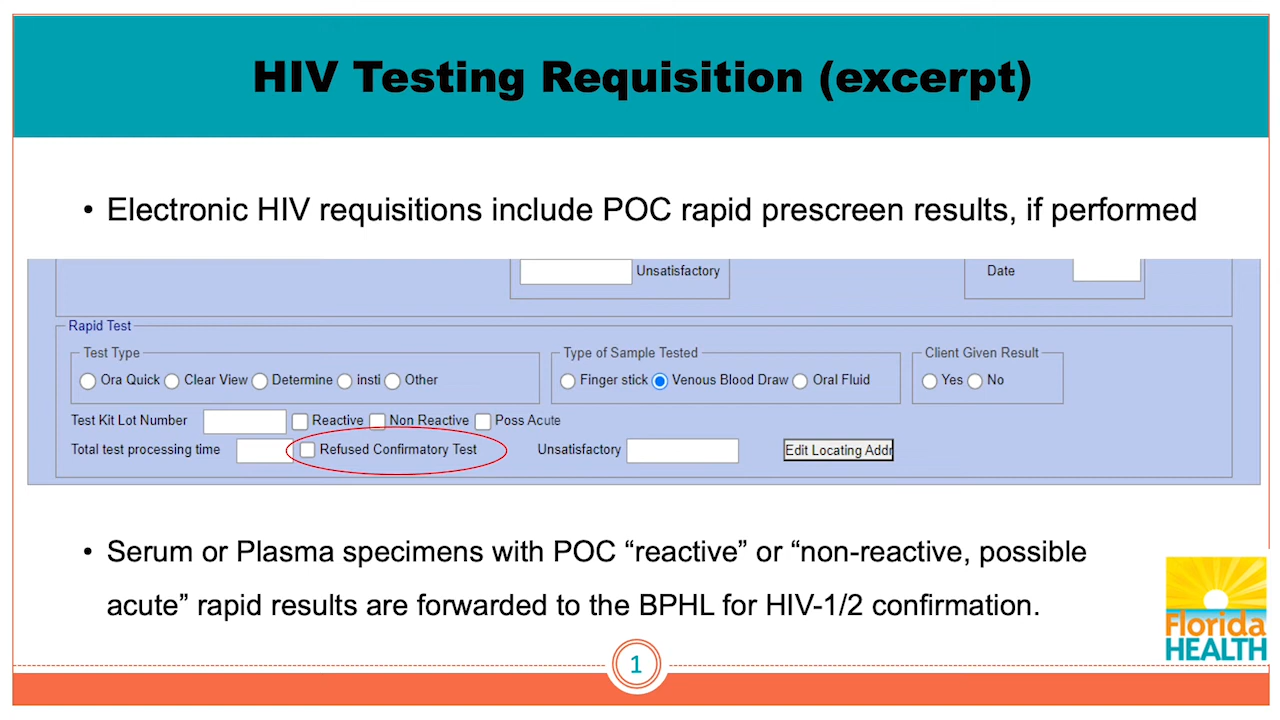 HIV Testing Requisition (excerpt)
• Electronic HIV requisitions include POC rapid prescreen results, if performed
Unsatisfactory
Date
Rapid Test
Test Type
Type of Sample Tested
Client Given Result
Ora Quick Clear View Determine insti Other
Finger stick Venous Blood Draw Oral Fluid
Yes No
Test Kit Lot Number Reactive Non Reactive Poss Acute
Total test processing time Refused Confirmatory Test Unsatisfactory Edit Locating Addr
• Serum or Plasma specimens with POC “reactive” or “non-reactive, possible
acute” rapid results are forwarded to the BPHL for HIV-1/2 confirmation.
Florida
HEALTH
1